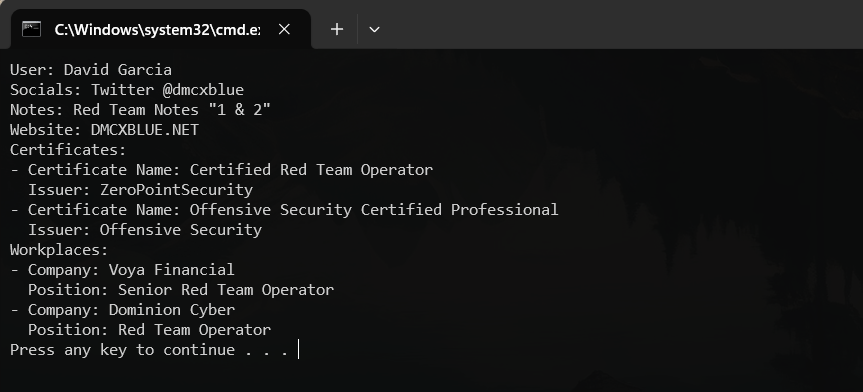 C:\Windows\system32\cmd.e
User: David Garcia
Socials: Twitter @dmcxblue
Notes: Red Team Notes "1 & 2"
Website: DMCXBLUE.NET
Certificates:
- Certificate Name: Certified Red Team Operator
  Issuer: ZeroPointSecurity
- Certificate Name: Offensive Security Certified Professional
  Issuer: Offensive Security
Workplaces:
- Company: Voya Financial
  Position: Senior Red Team Operator
- Company: Dominion Cyber
  Position: Red Team Operator
Press any key to continue . . .